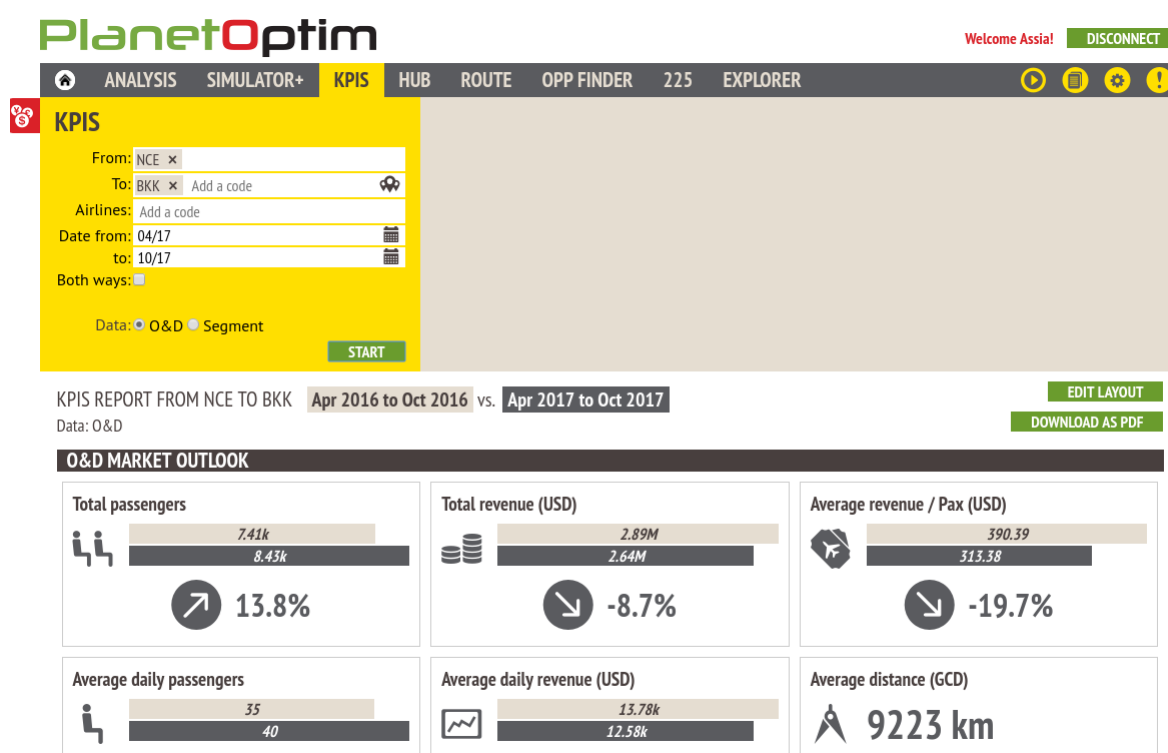 PlanetOptim
Welcome Assia!
DISCONNECT
ANALYSIS SIMULATOR+ KPIS HUB ROUTE OPP FINDER 225 EXPLORER
KPIS
From: NCE ×
To: BKK × Add a code
Airlines: Add a code
Date from: 04/17
to: 10/17
Both ways:
Data: O&D Segment
START
KPIS REPORT FROM NCE TO BKK Apr 2016 to Oct 2016 vs. Apr 2017 to Oct 2017
Data: O&D
EDIT LAYOUT
DOWNLOAD AS PDF
O&D MARKET OUTLOOK
Total passengers
7.41k
8.43k
13.8%
Total revenue (USD)
2.89M
2.64M
-8.7%
Average revenue / Pax (USD)
390.39
313.38
-19.7%
Average daily passengers
35
40
Average daily revenue (USD)
13.78k
12.58k
Average distance (GCD)
9223 km